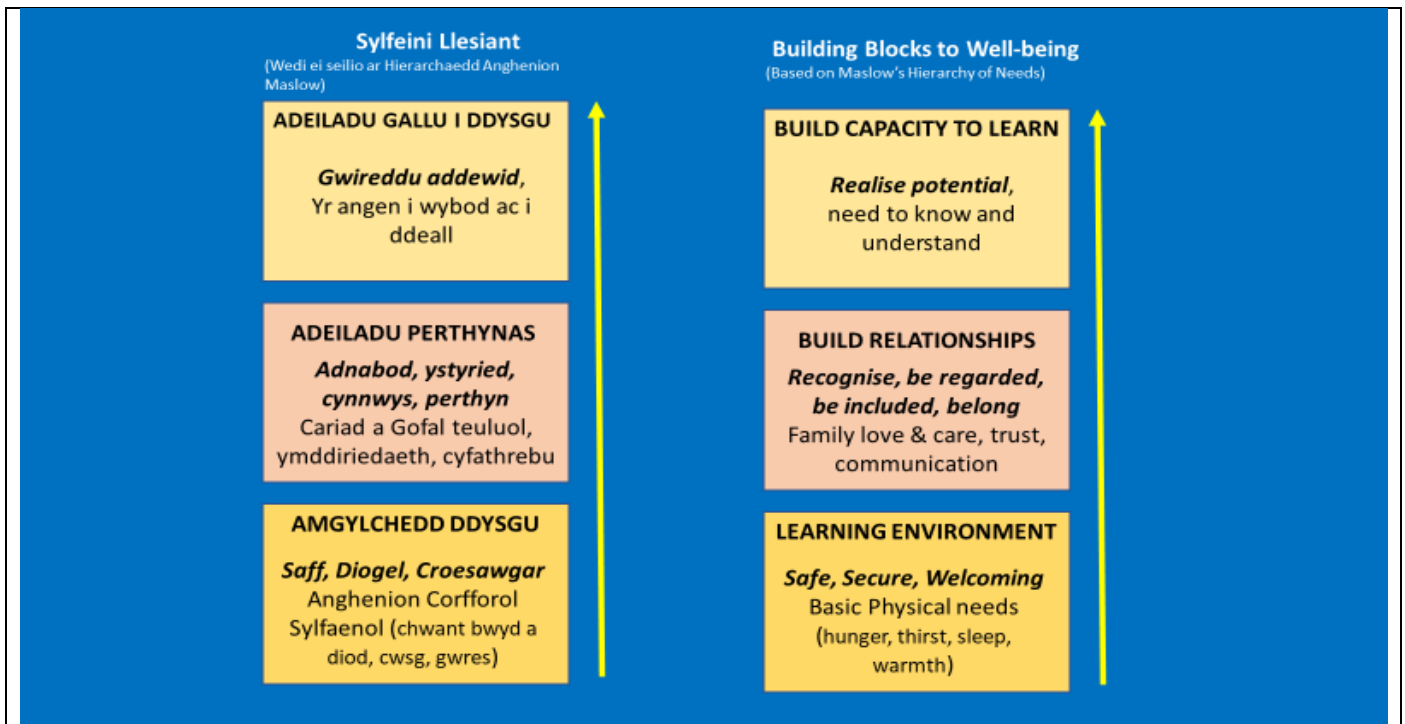 Sylfeini Llesiant
(Wedi ei seilio ar Hierarchaedd Anghenion
Maslow)
ADEILADU GALLU I DDYSGU
Gwireddu addewid,
Yr angen i wybod ac i
ddeall
ADEILADU PERTHYNAS
Adnabod, ystyried,
cynnwys, perthyn
Cariad a Gofal teuluol,
ymddiriedaeth, cyfathrebu
AMGYLCHEDD DDYSGU
Saff, Diogel, Croesawgar
Anghenion Corfforol
Sylfaenol (chwant bwyd a
diod, cwsg, gwres)
Building Blocks to Well-being
(Based on Maslow's Hierarchy of Needs)
BUILD CAPACITY TO LEARN
Realise potential,
need to know and
understand
BUILD RELATIONSHIPS
Recognise, be regarded,
be included, belong
Family love & care, trust,
communication
LEARNING ENVIRONMENT
Safe, Secure, Welcoming
Basic Physical needs
(hunger, thirst, sleep,
warmth)